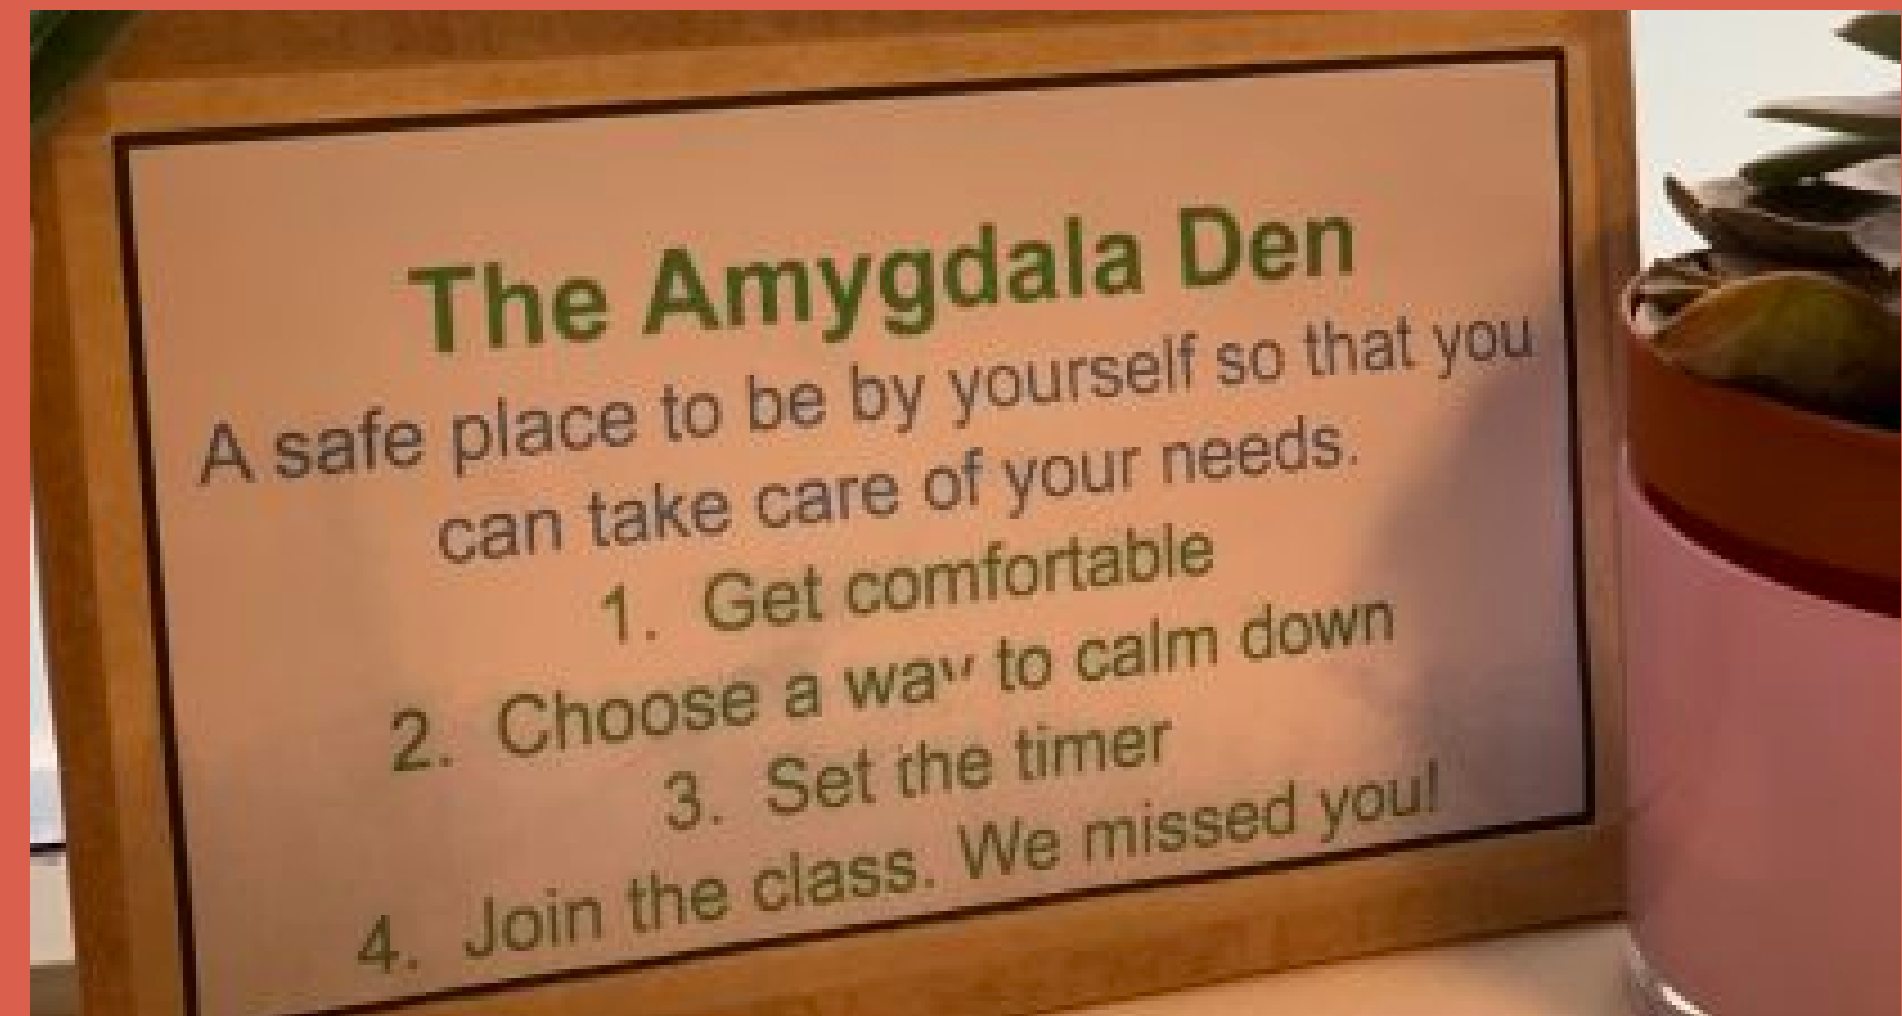 The Amygdala Den
A safe place to be by yourself so that you
can take care of your needs.
1. Get comfortable
2. Choose a way to calm down
3. Set the timer
4. Join the class. We missed you!